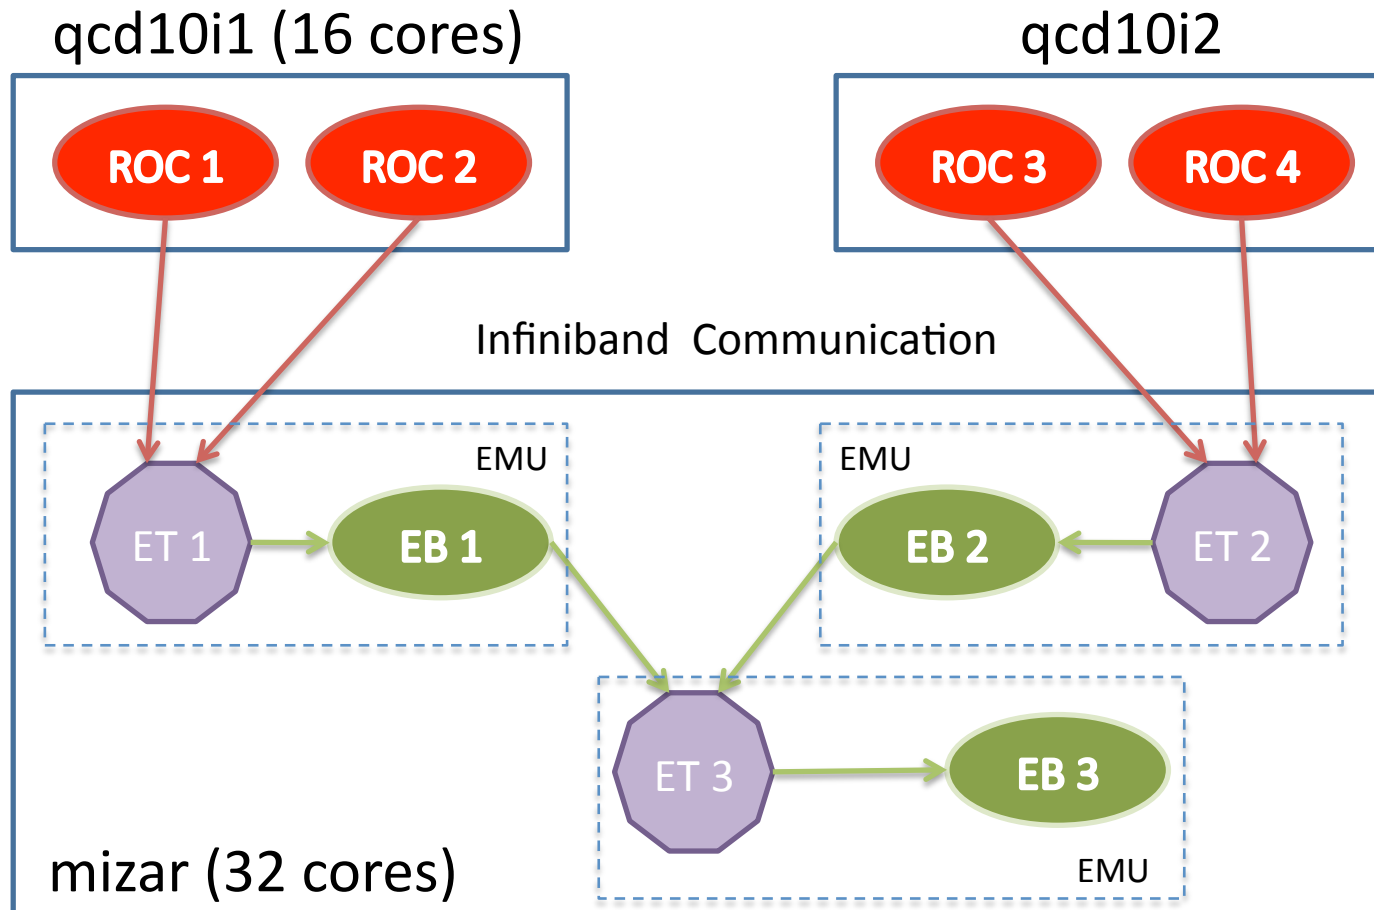 qcd10i1 (16 cores)
qcd10i2
ROC 1
ROC 2
ROC 3
ROC 4
Infiniband Communication
EMU
EMU
ET 1
EB 1
EB 2
ET 2
ET 3
EB 3
mizar (32 cores)
EMU